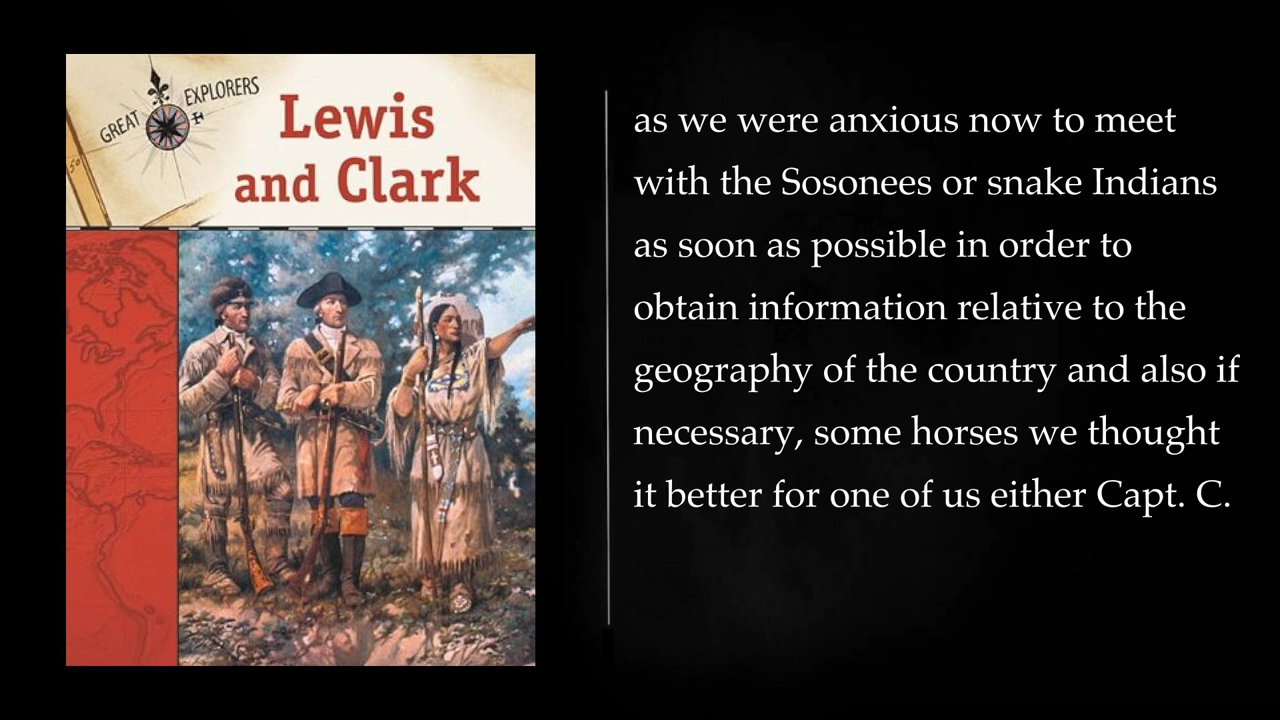 GREAT EXPLORERS
Lewis
and Clark
50
as we were anxious now to meet
with the Sosonees or snake Indians
as soon as possible in order to
obtain information relative to the
geography of the country and also if
necessary, some horses we thought
it better for one of us either Capt. C.